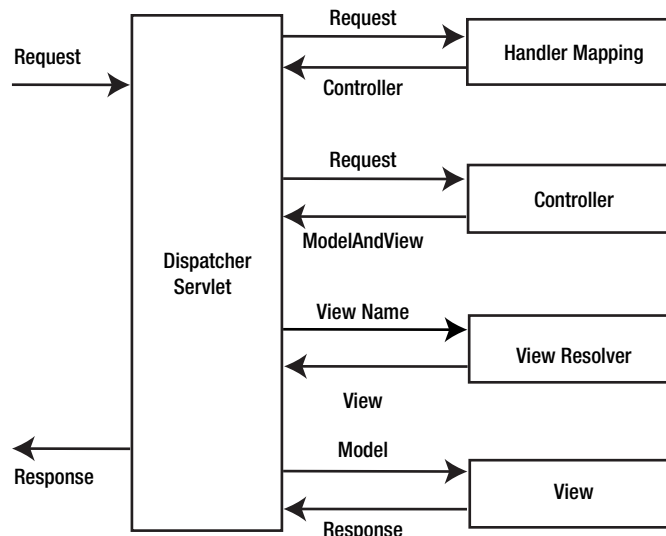 Request
Request
Handler Mapping
Controller
Request
Controller
ModelAndView
Dispatcher
Servlet
View Name
View Resolver
View
Model
Response
View
Response